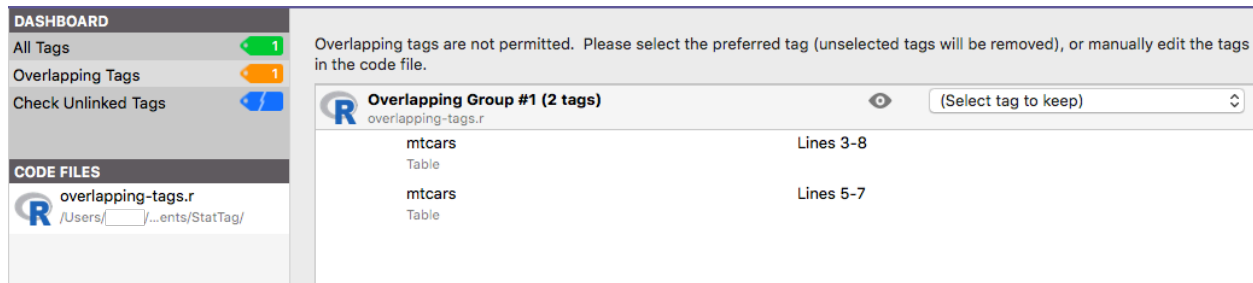 DASHBOARD
All Tags 1
Overlapping Tags 1
Check Unlinked Tags
CODE FILES
R overlapping-tags.r
/Users/ /...ents/StatTag/
Overlapping tags are not permitted. Please select the preferred tag (unselected tags will be removed), or manually edit the tags
in the code file.
R Overlapping Group #1 (2 tags) (Select tag to keep)
overlapping-tags.r
mtcars Lines 3-8
Table
mtcars Lines 5-7
Table